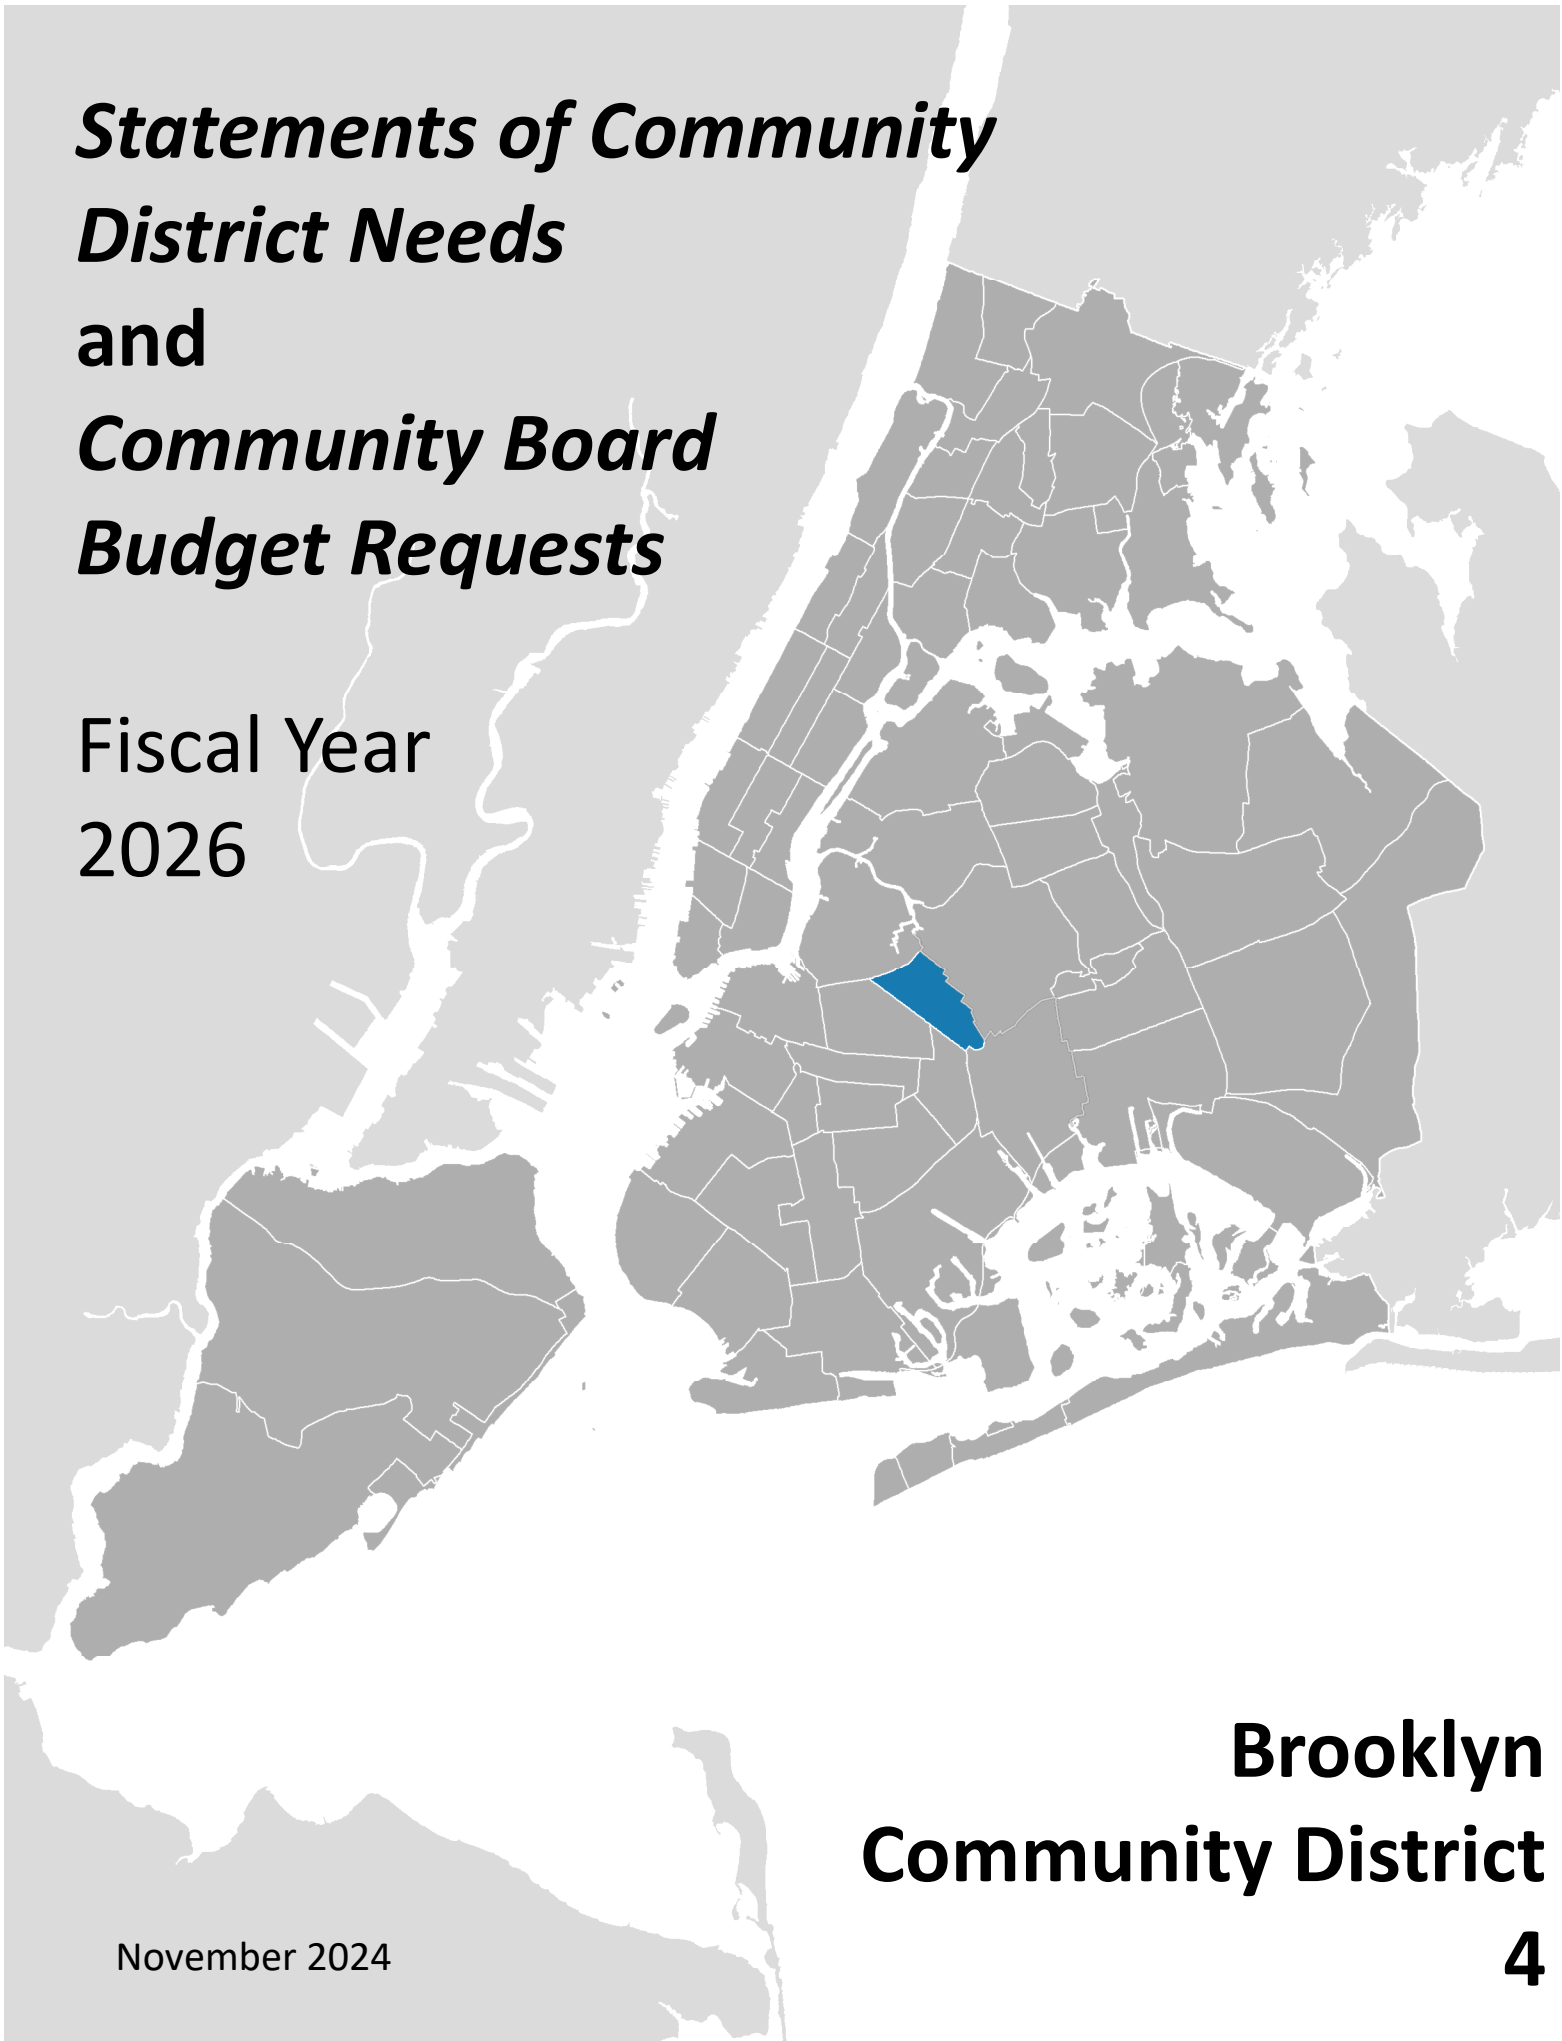 Statements of Community
District Needs
and
Community Board
Budget Requests
Fiscal Year
2026
Brooklyn
Community District
4
November 2024